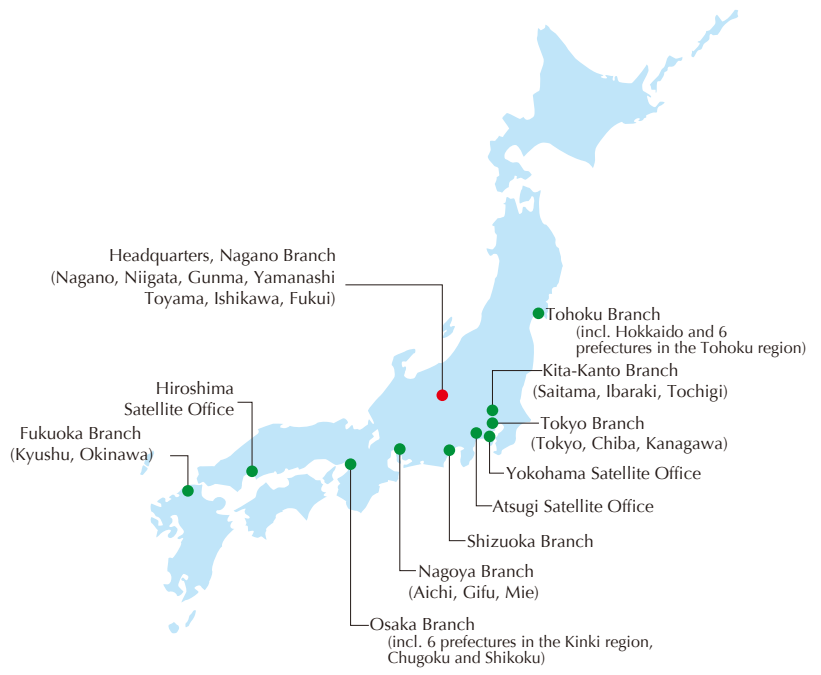 Headquarters, Nagano Branch
(Nagano, Niigata, Gunma, Yamanashi
Toyama, Ishikawa, Fukui)
Tohoku Branch
(incl. Hokkaido and 6
prefectures in the Tohoku region)
Kita-Kanto Branch
(Saitama, Ibaraki, Tochigi)
Hiroshima
Satellite Office
Fukuoka Branch
(Kyushu, Okinawa)
Tokyo Branch
(Tokyo, Chiba, Kanagawa)
Yokohama Satellite Office
Atsugi Satellite Office
Shizuoka Branch
Nagoya Branch
(Aichi, Gifu, Mie)
Osaka Branch
(incl. 6 prefectures in the Kinki region,
Chugoku and Shikoku)